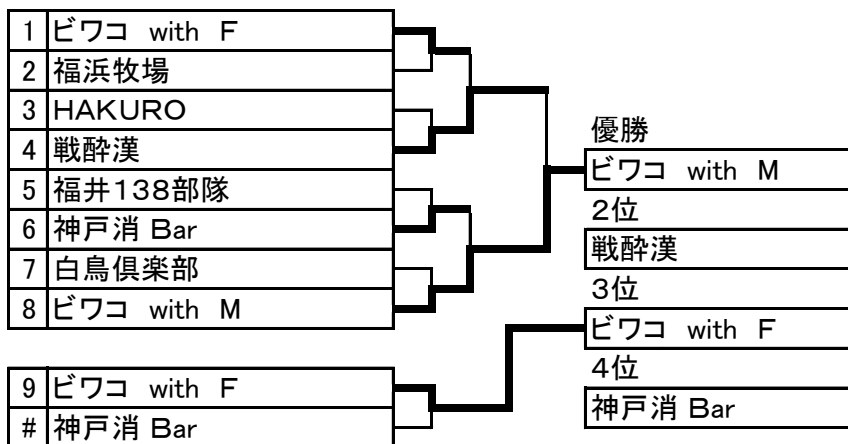 1 ビワコ with F
2 福浜牧場
3 HAKURO
4 戦酔漢
5 福井138部隊
6 神戸消 Bar
7 白鳥倶楽部
8 ビワコ with M
9 ビワコ with F
# 神戸消 Bar
優勝
ビワコ with M
2位
戦酔漢
3位
ビワコ with F
4位
神戸消 Bar